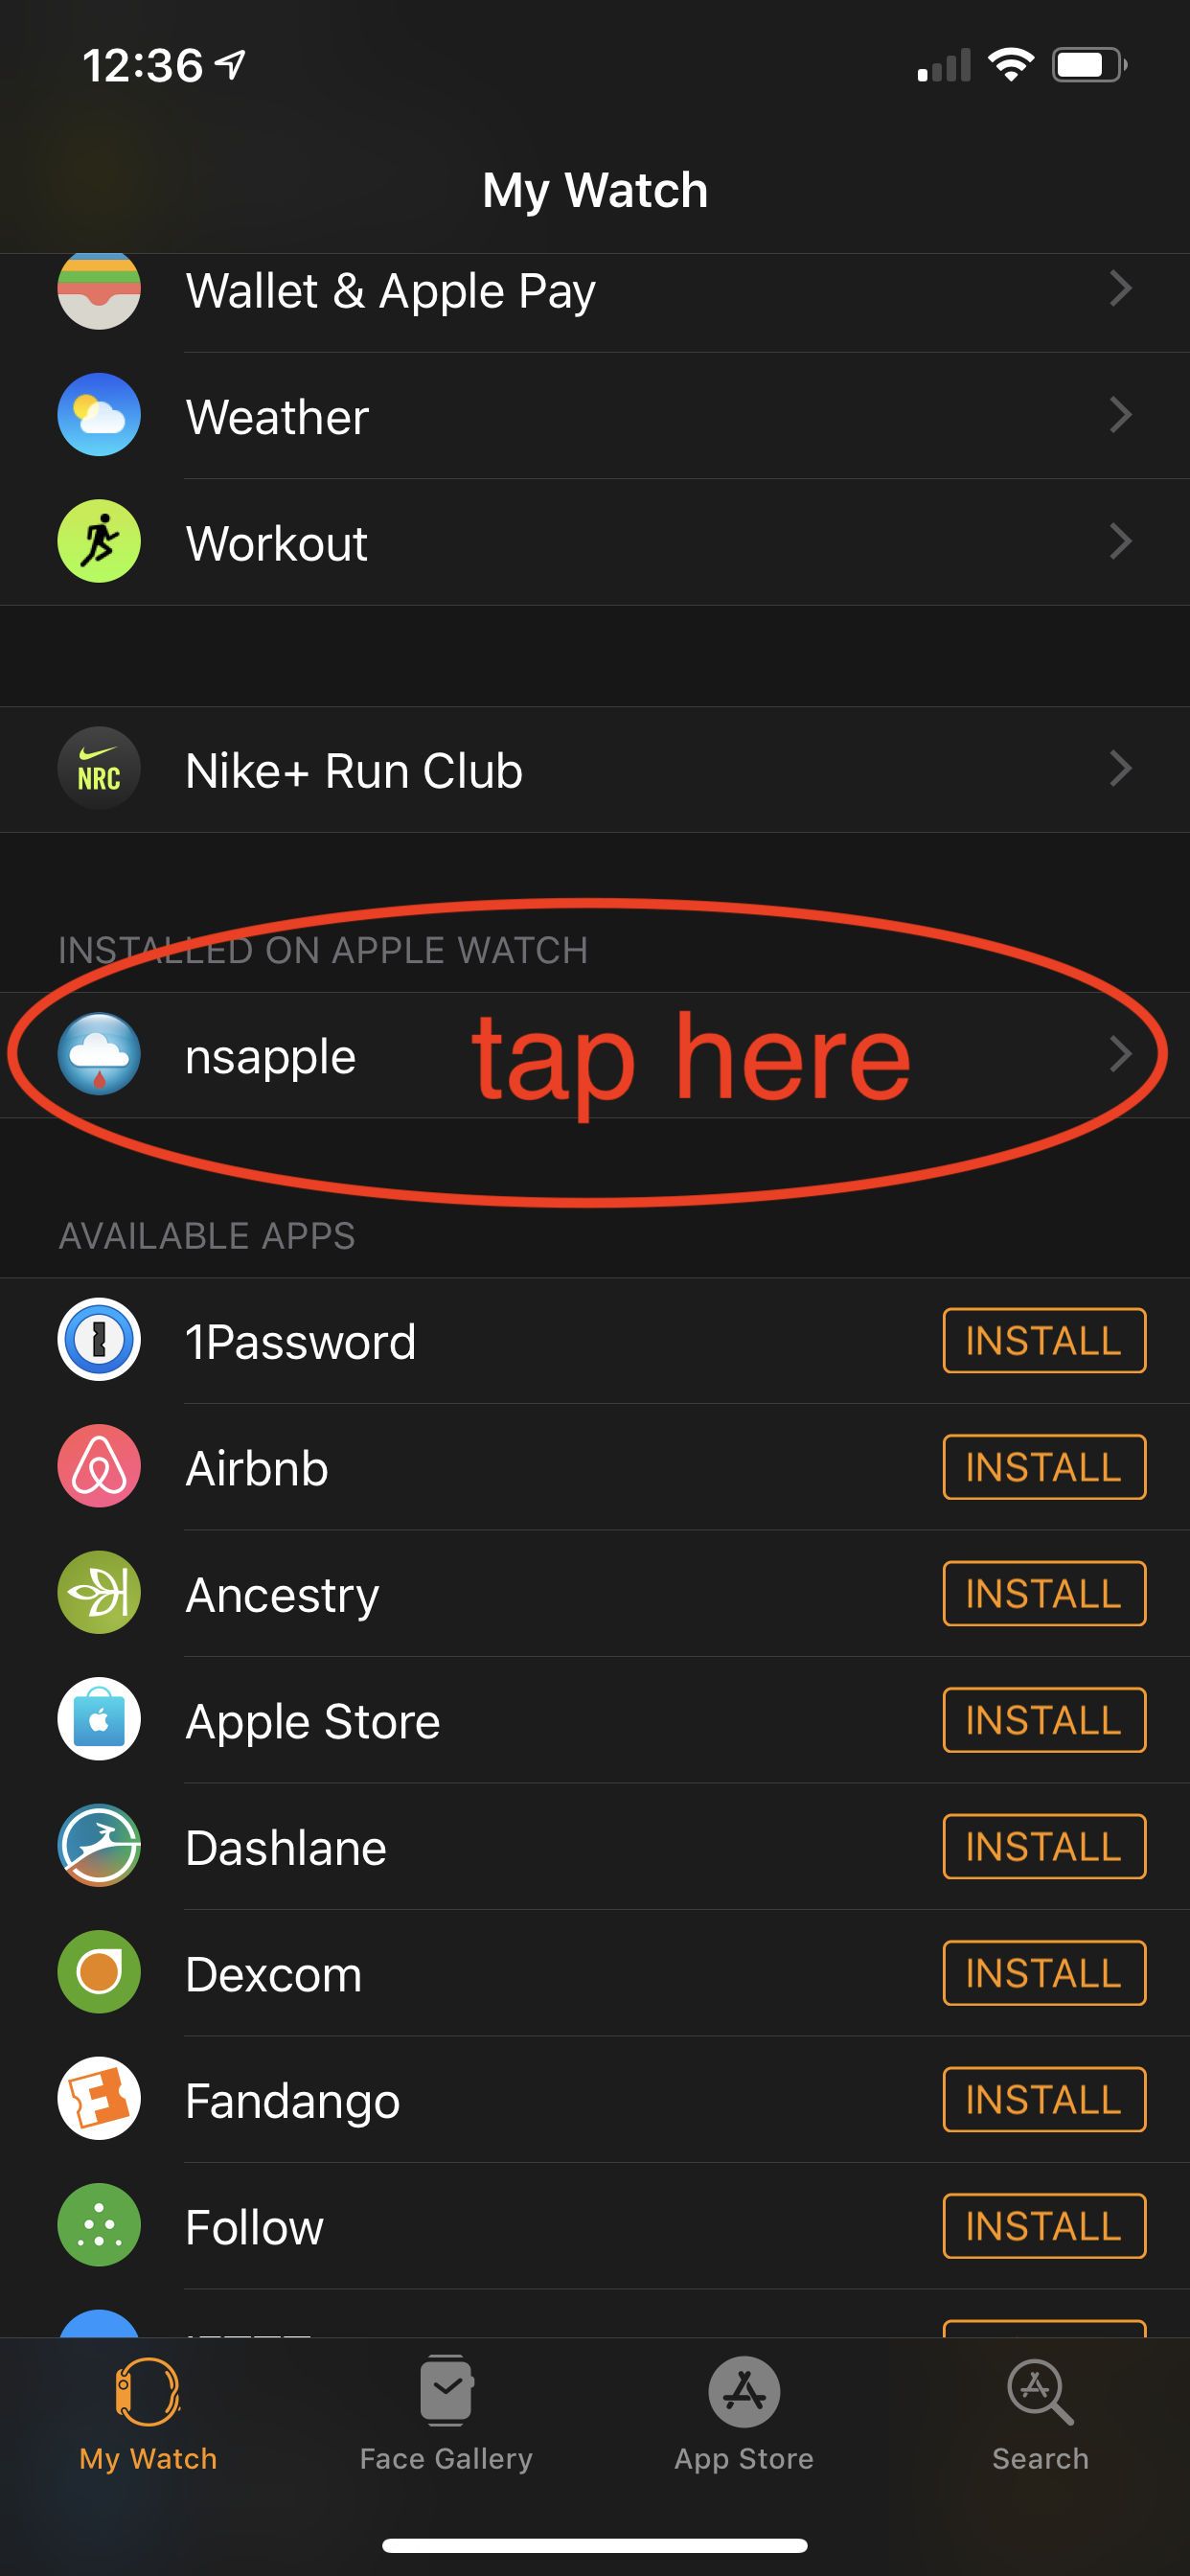 12:36
My Watch
Wallet & Apple Pay
Weather
Workout
NRC
Nike+ Run Club
INSTALLED ON APPLE WATCH
nsapple
tap here
AVAILABLE APPS
1Password
INSTALL
Airbnb
INSTALL
Ancestry
INSTALL
Apple Store
INSTALL
Dashlane
INSTALL
Dexcom
INSTALL
Fandango
INSTALL
Follow
INSTALL
My Watch
Face Gallery
App Store
Search